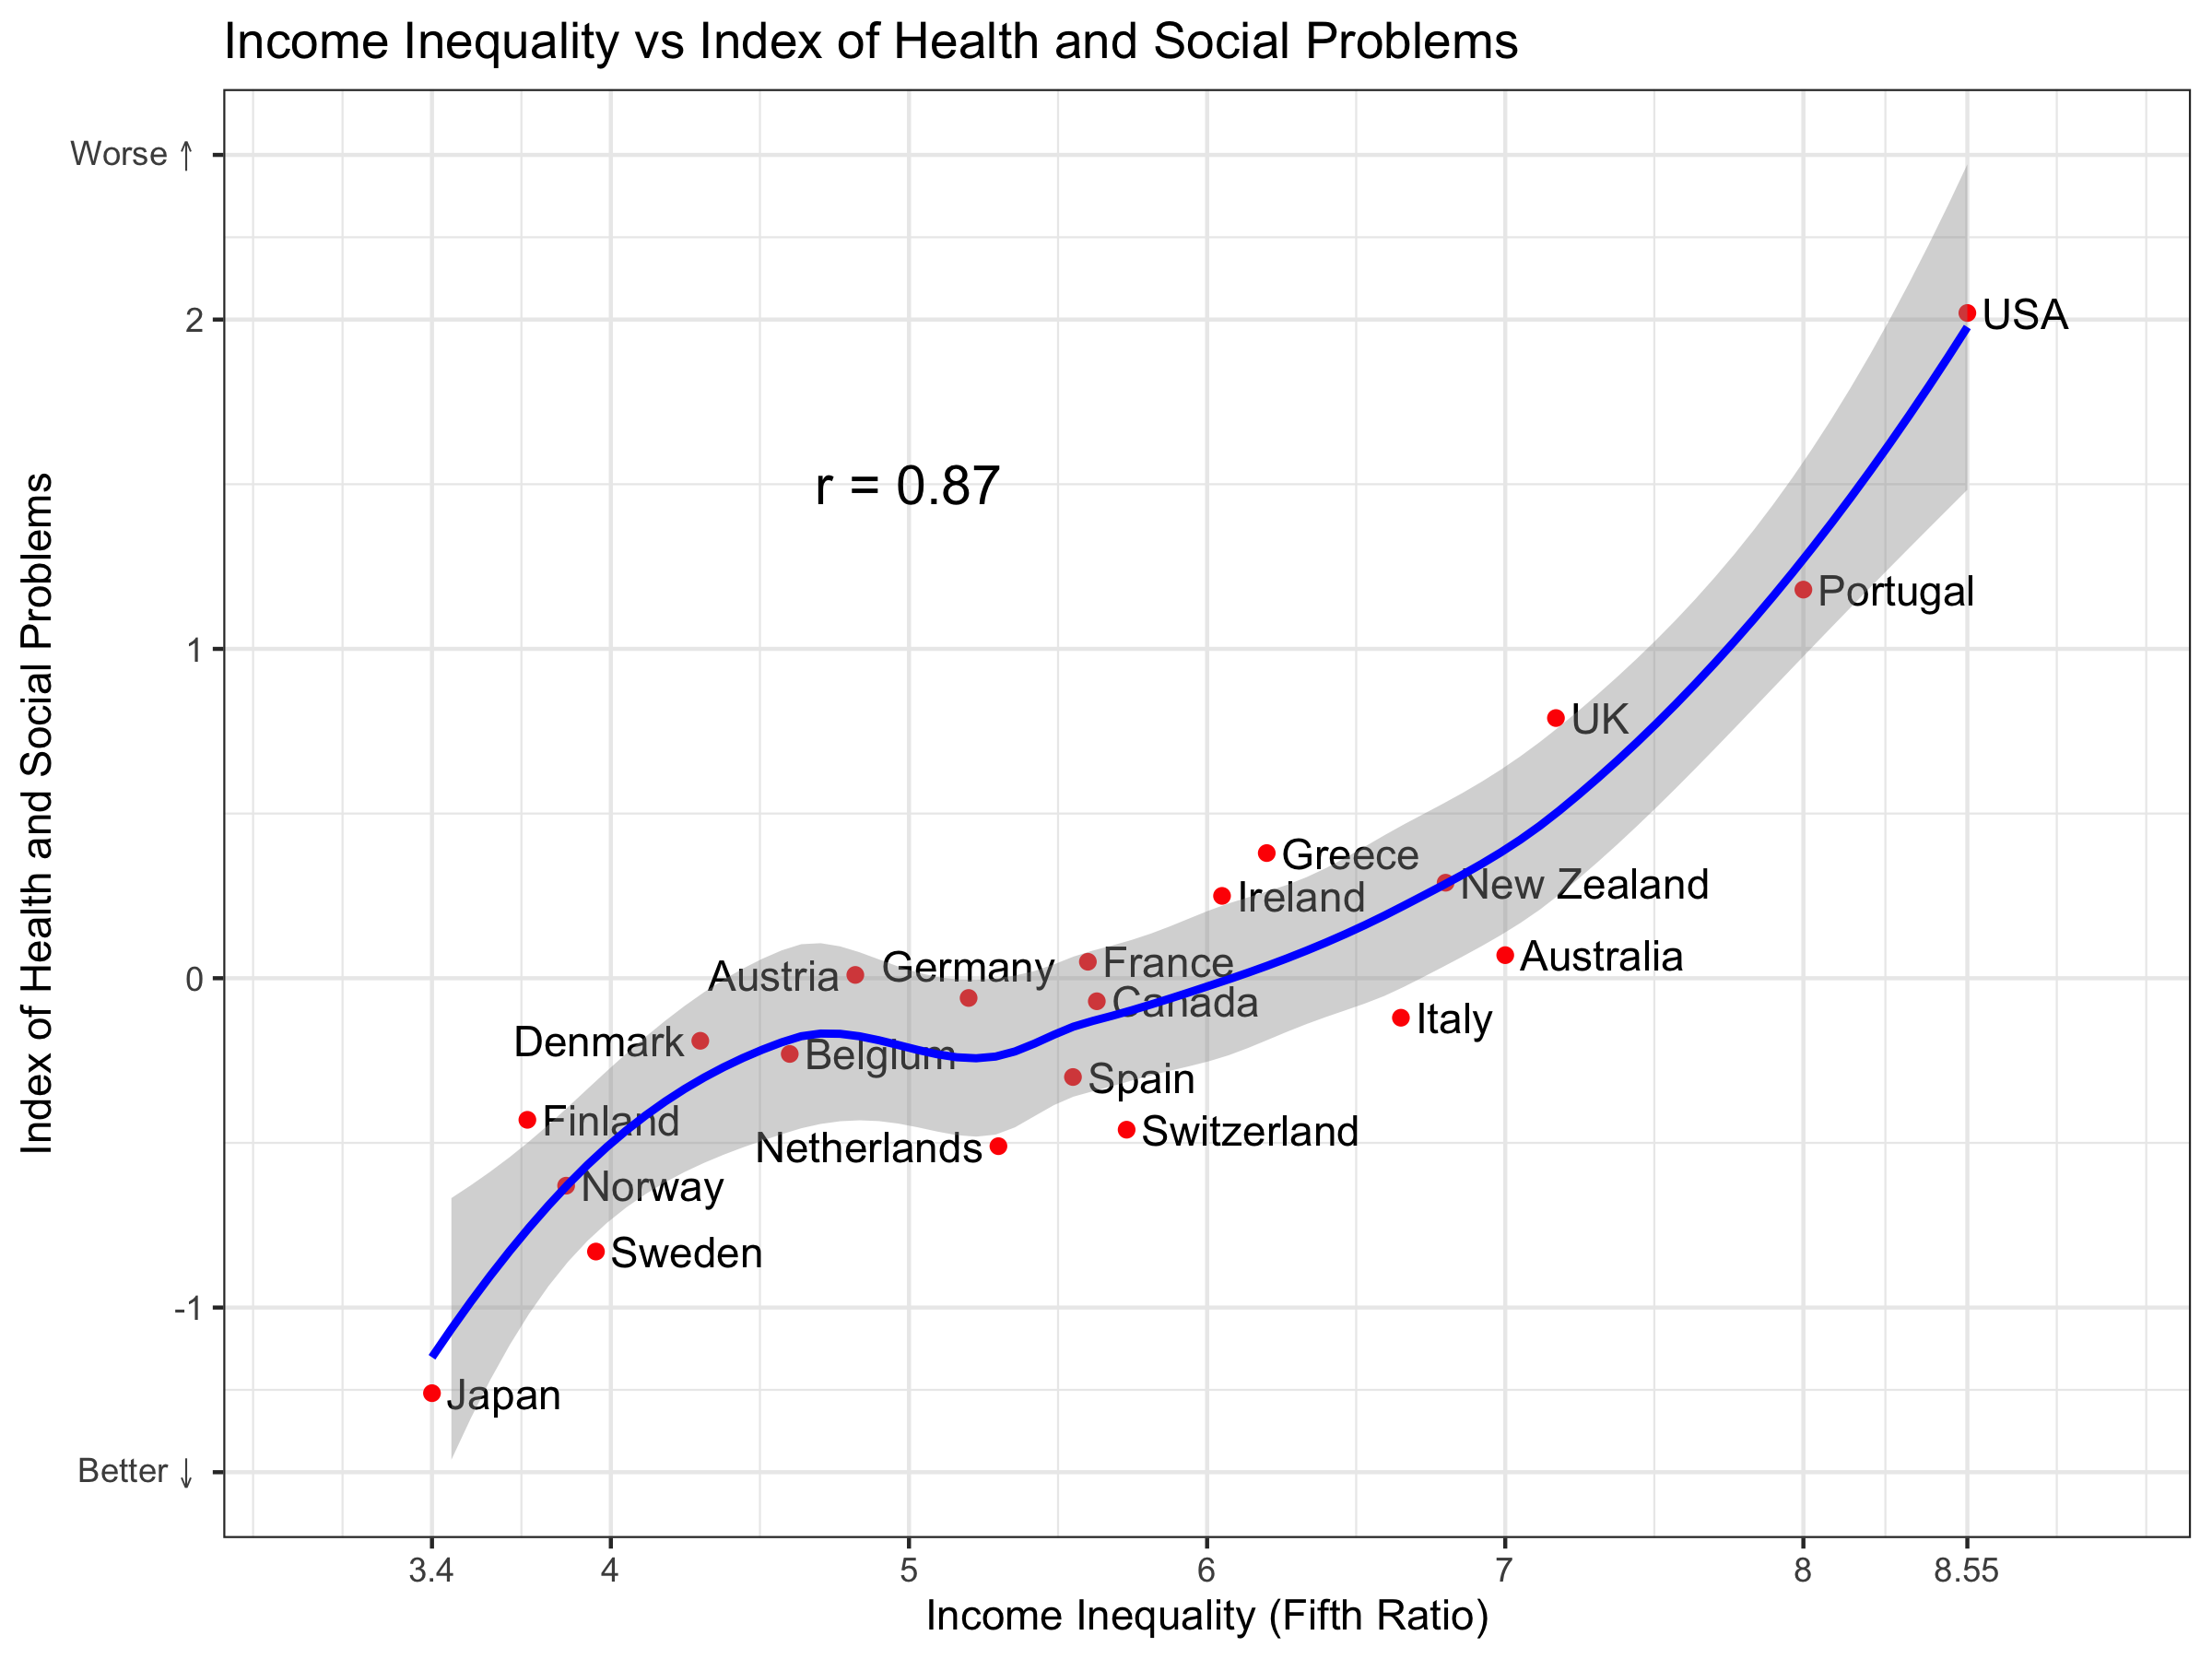 Income Inequality vs Index of Health and Social Problems
Worse ↑
2
1
0
-1
Better ↓
Index of Health and Social Problems
r = 0.87
USA
Portugal
UK
Greece
New Zealand
Ireland
Australia
France
Germany
Austria
Canada
Italy
Denmark
Belgium
Spain
Finland
Switzerland
Netherlands
Norway
Sweden
Japan
3.4
4
5
6
7
8
8.55
Income Inequality (Fifth Ratio)